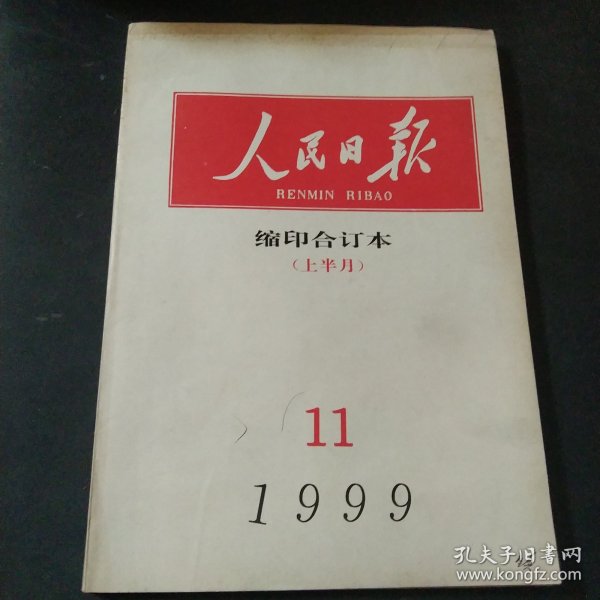 人民日报
RENMIN RIBAO
缩印合订本
(上半月)
11
1999
孔夫子旧书网
www.kongfz.com